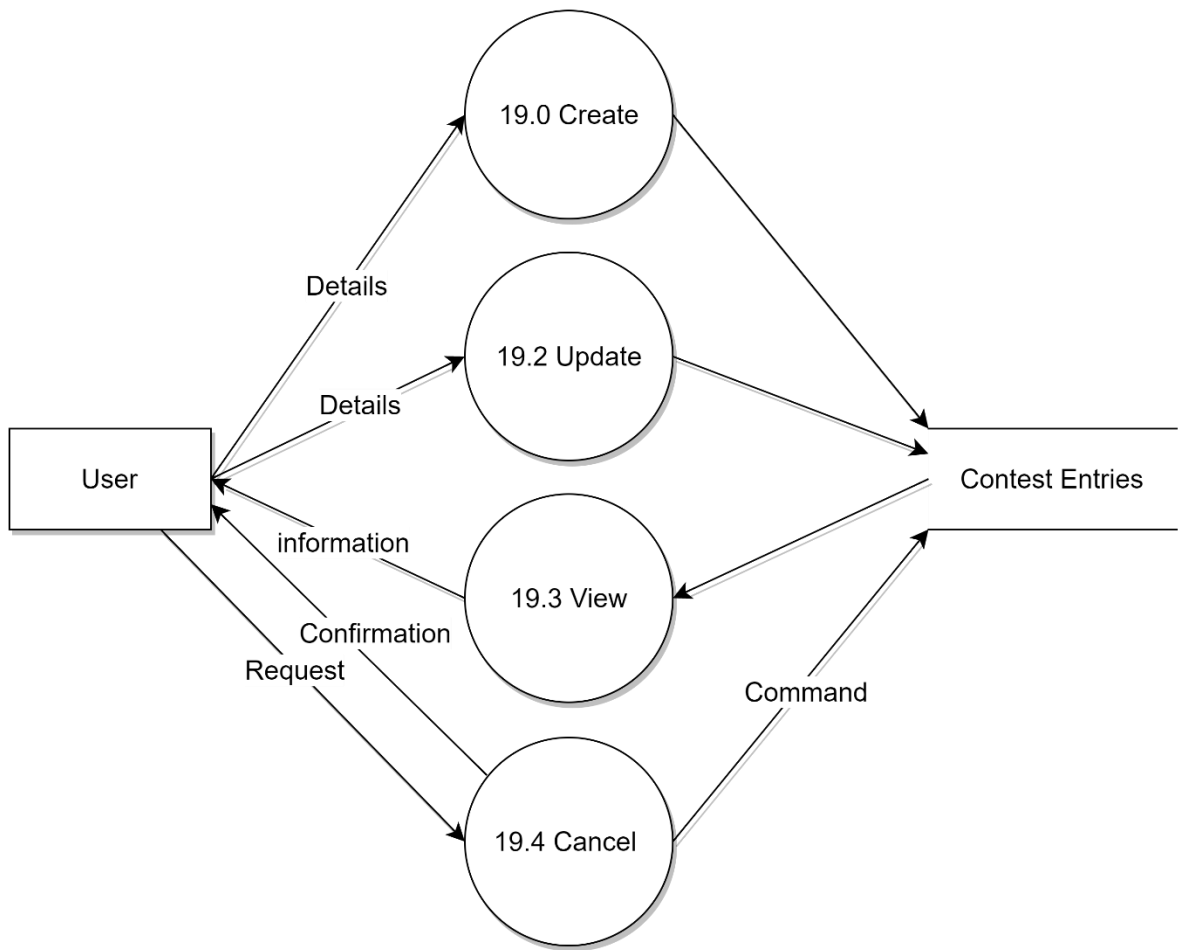 19.0 Create
Details
19.2 Update
Details
User
Contest Entries
information
19.3 View
Confirmation
Request
Command
19.4 Cancel